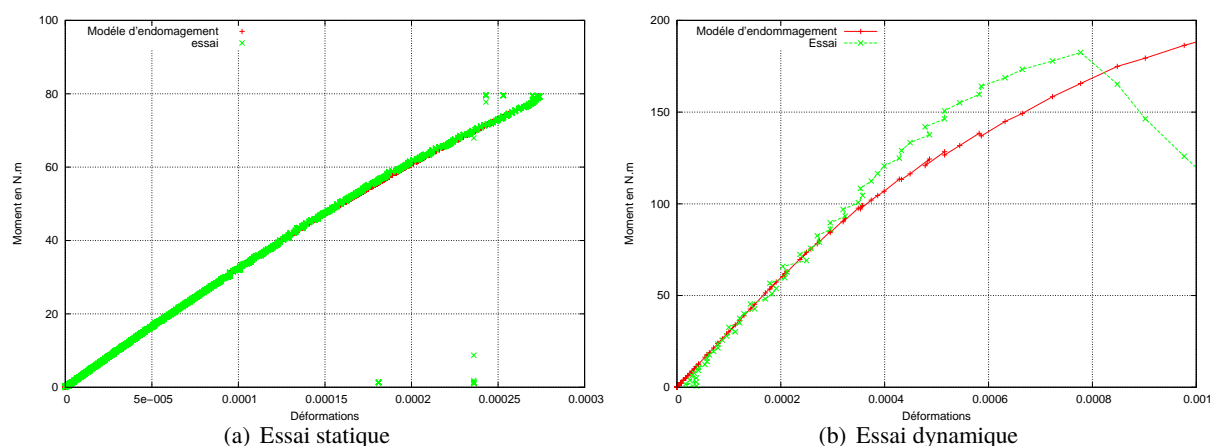 100
80
60
40
20
0
Moment en N.m
Modéle d'endomagement
essai
0 5e−005 0.0001 0.00015 0.0002 0.00025 0.0003
Déformations
(a) Essai statique
200
150
100
50
0
Moment en N.m
Modéle d'endommagement
Essai
0 0.0002 0.0004 0.0006 0.0008 0.001
Déformations
(b) Essai dynamique